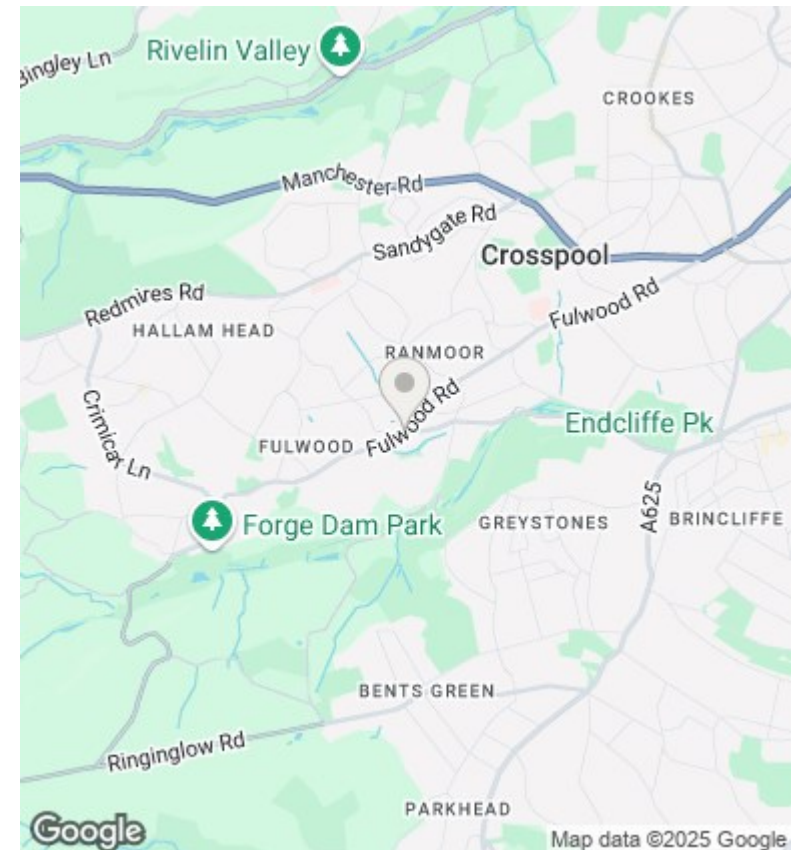 Bingley Ln
Rivelin Valley
CROOKES
Manchester Rd
Sandygate Rd
Crosspool
Redmires Rd
Fulwood Rd
HALLAM HEAD
RANMOOR
Crimicar Ln
Fulwood Rd
Endcliffe Pk
FULWOOD
A625
Forge Dam Park
GREYSTONES
BRINCLIFFE
BENTS GREEN
Ringinglow Rd
PARKHEAD
Google
Map data ©2025 Google